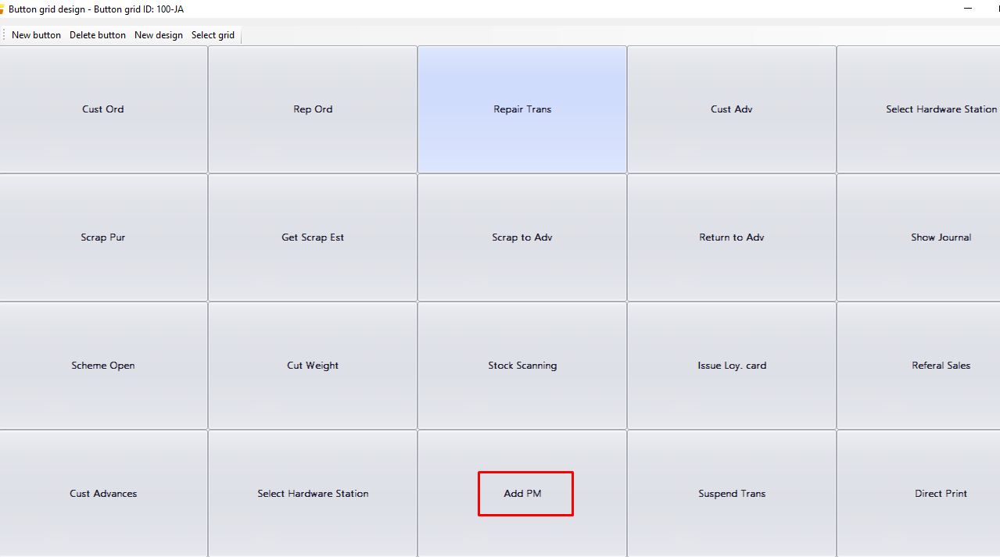 Button grid design - Button grid ID: 100-JA
New button Delete button New design Select grid
Cust Ord Rep Ord Repair Trans Cust Adv Select Hardware Station
Scrap Pur Get Scrap Est Scrap to Adv Return to Adv Show Journal
Scheme Open Cut Weight Stock Scanning Issue Loy. card Referal Sales
Cust Advances Select Hardware Station Add PM Suspend Trans Direct Print